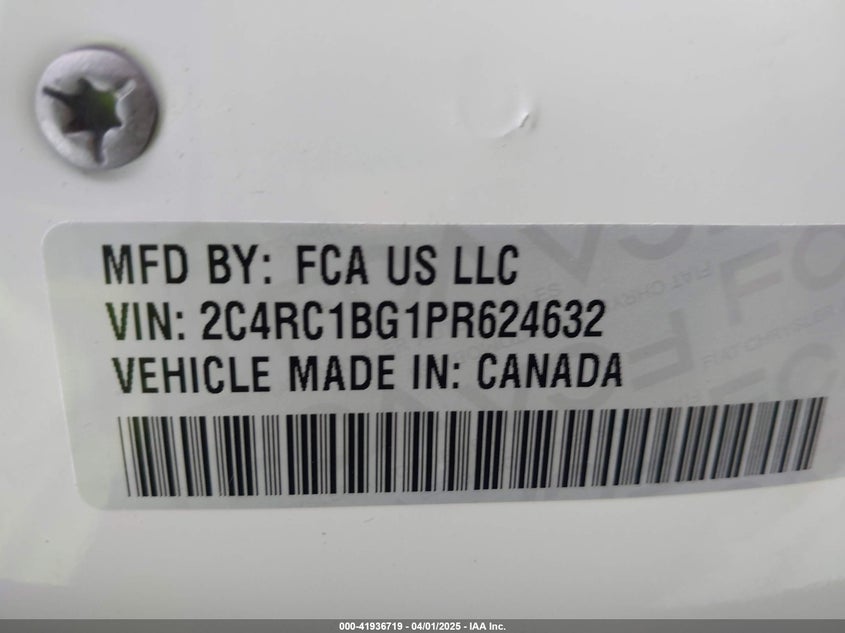 MFD BY: FCA US LLC
VIN: 2C4RC1BG1PR624632
VEHICLE MADE IN: CANADA
000-41936719 - 04/01/2025 - IAA Inc.